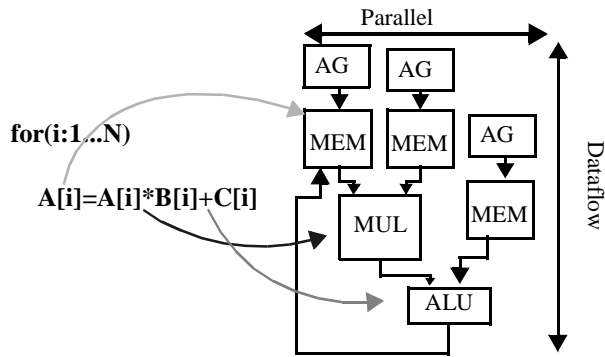 Parallel
AG
AG
for(i:1...N)
MEM
MEM
AG
A[i]=A[i]*B[i]+C[i]
MUL
MEM
ALU
Dataflow